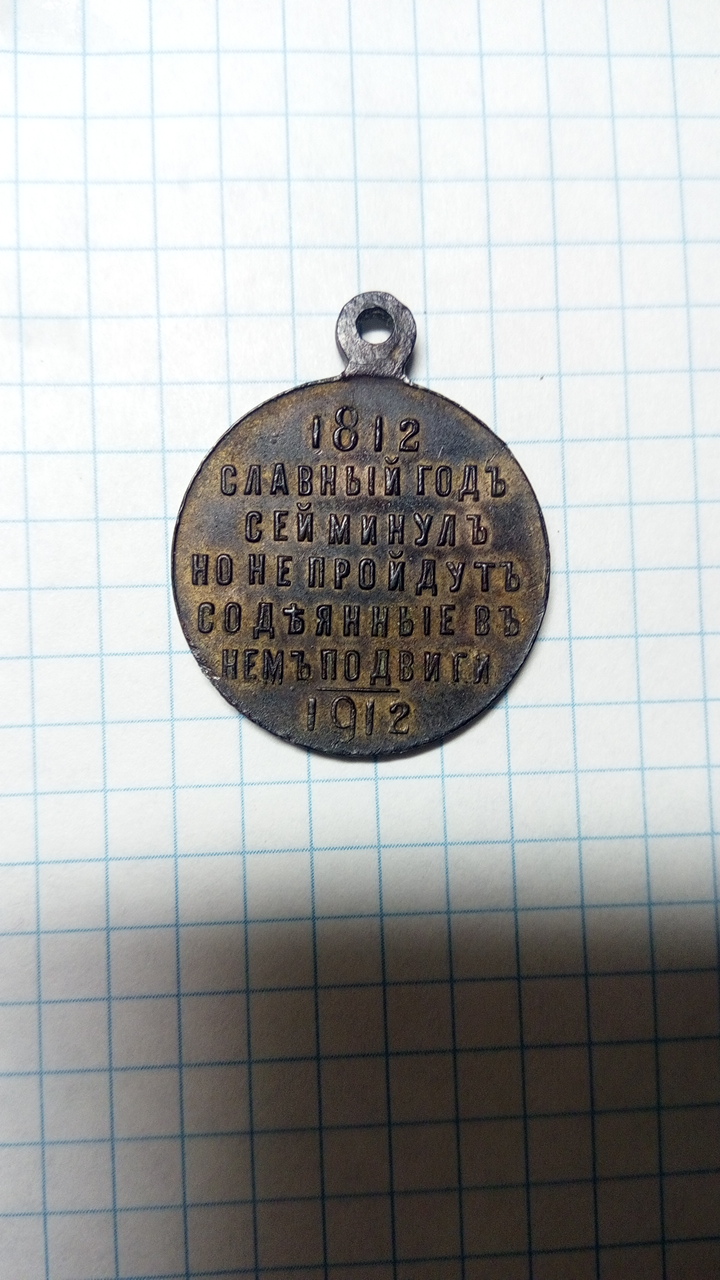 1812
СЛАВНЫЙ ГОДЪ
СЕЙ МИНУЛЪ
НО НЕ ПРОЙДУТЪ
СОДѢЯННЫЕ ВЪ
НЕМЪ ПОДВИГИ
1912